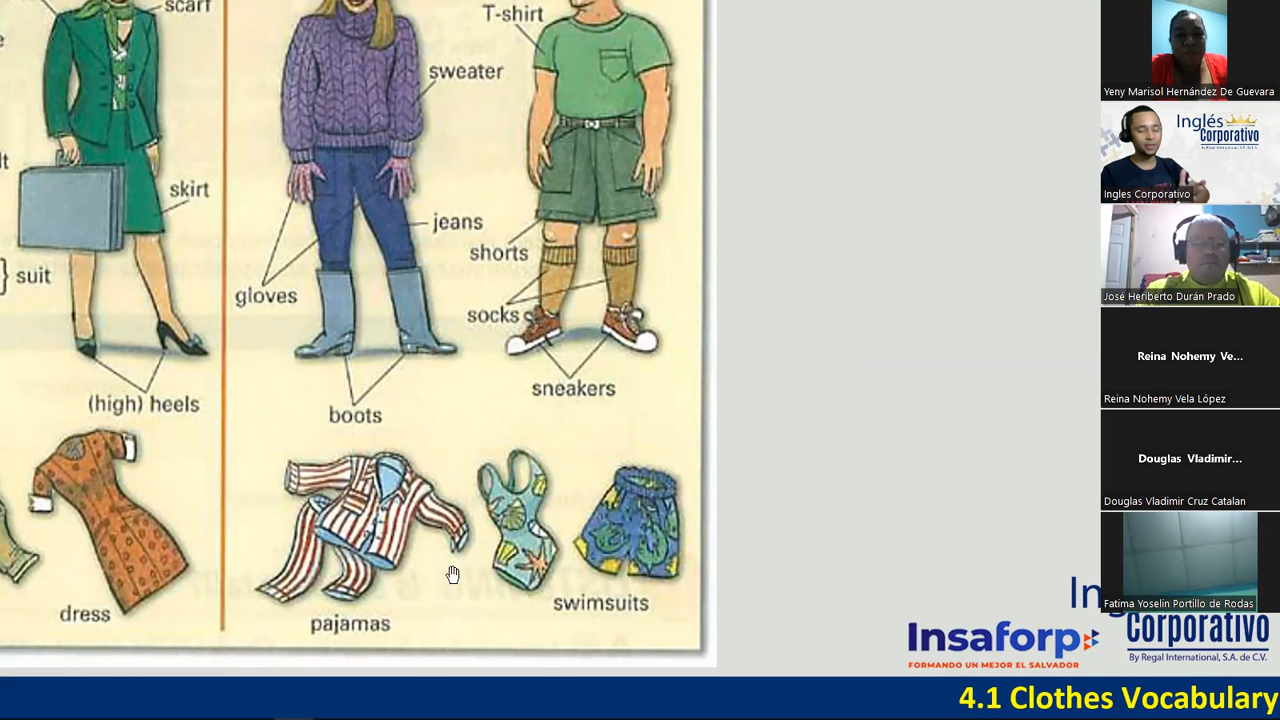 scarf
T-shirt
sweater
skirt
jeans
shorts
suit
gloves
socks
sneakers
(high) heels
boots
dress
pajamas
swimsuits
Yeny Marisol Hernández De Guevara
Inglés
Corporativo
Ingles Corporativo
José Heriberto Durán Prado
Reina Nohemy Ve...
Reina Nohemy Vela López
Douglas Vladimir...
Douglas Vladimir Cruz Catalan
Fatima Yoselin Portillo de Rodas
Insaforp
FORMANDO UN MEJOR EL SALVADOR
Corporativo
By Regal International, S.A. de C.V.
4.1 Clothes Vocabulary